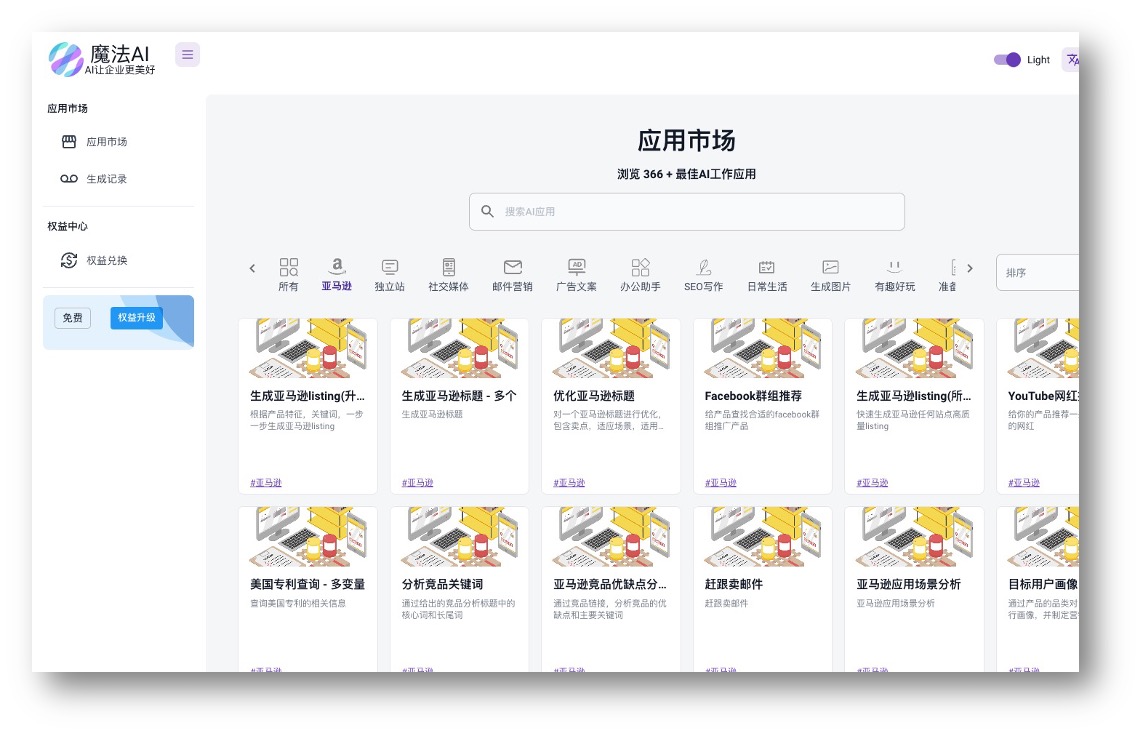 魔法AI
AI让企业更美好
Light
应用市场
应用市场
生成记录
权益中心
权益兑换
免费
权益升级
应用市场
浏览 366 + 最佳AI工作应用
搜索AI应用
所有
亚马逊
独立站
社交媒体
邮件营销
广告文案
办公助手
SEO写作
日常生活
生成图片
有趣好玩
准备
排序
生成亚马逊listing(升...
根据产品特征，关键词，一步
一步生成亚马逊listing
#亚马逊
生成亚马逊标题 - 多个
生成亚马逊标题
#亚马逊
优化亚马逊标题
对一个亚马逊标题进行优化，
包含卖点，适应场景，适用...
#亚马逊
Facebook群组推荐
给产品查找合适的facebook群
组推广产品
#亚马逊
生成亚马逊listing(所...
快速生成亚马逊任何站点高质
量listing
#亚马逊
YouTube网红
给你的产品推荐一
的网红
#亚马逊
美国专利查询 - 多变量
查询美国专利的相关信息
#亚马逊
分析竞品关键词
通过给出的竞品分析标题中的
核心词和长尾词
#亚马逊
亚马逊竞品优缺点分...
通过竞品链接，分析竞品的优
缺点和主要关键词
#亚马逊
赶跟卖邮件
赶跟卖邮件
#亚马逊
亚马逊应用场景分析
亚马逊应用场景分析
#亚马逊
目标用户画像
通过产品的品类对
行画像，并制定营
#亚马逊